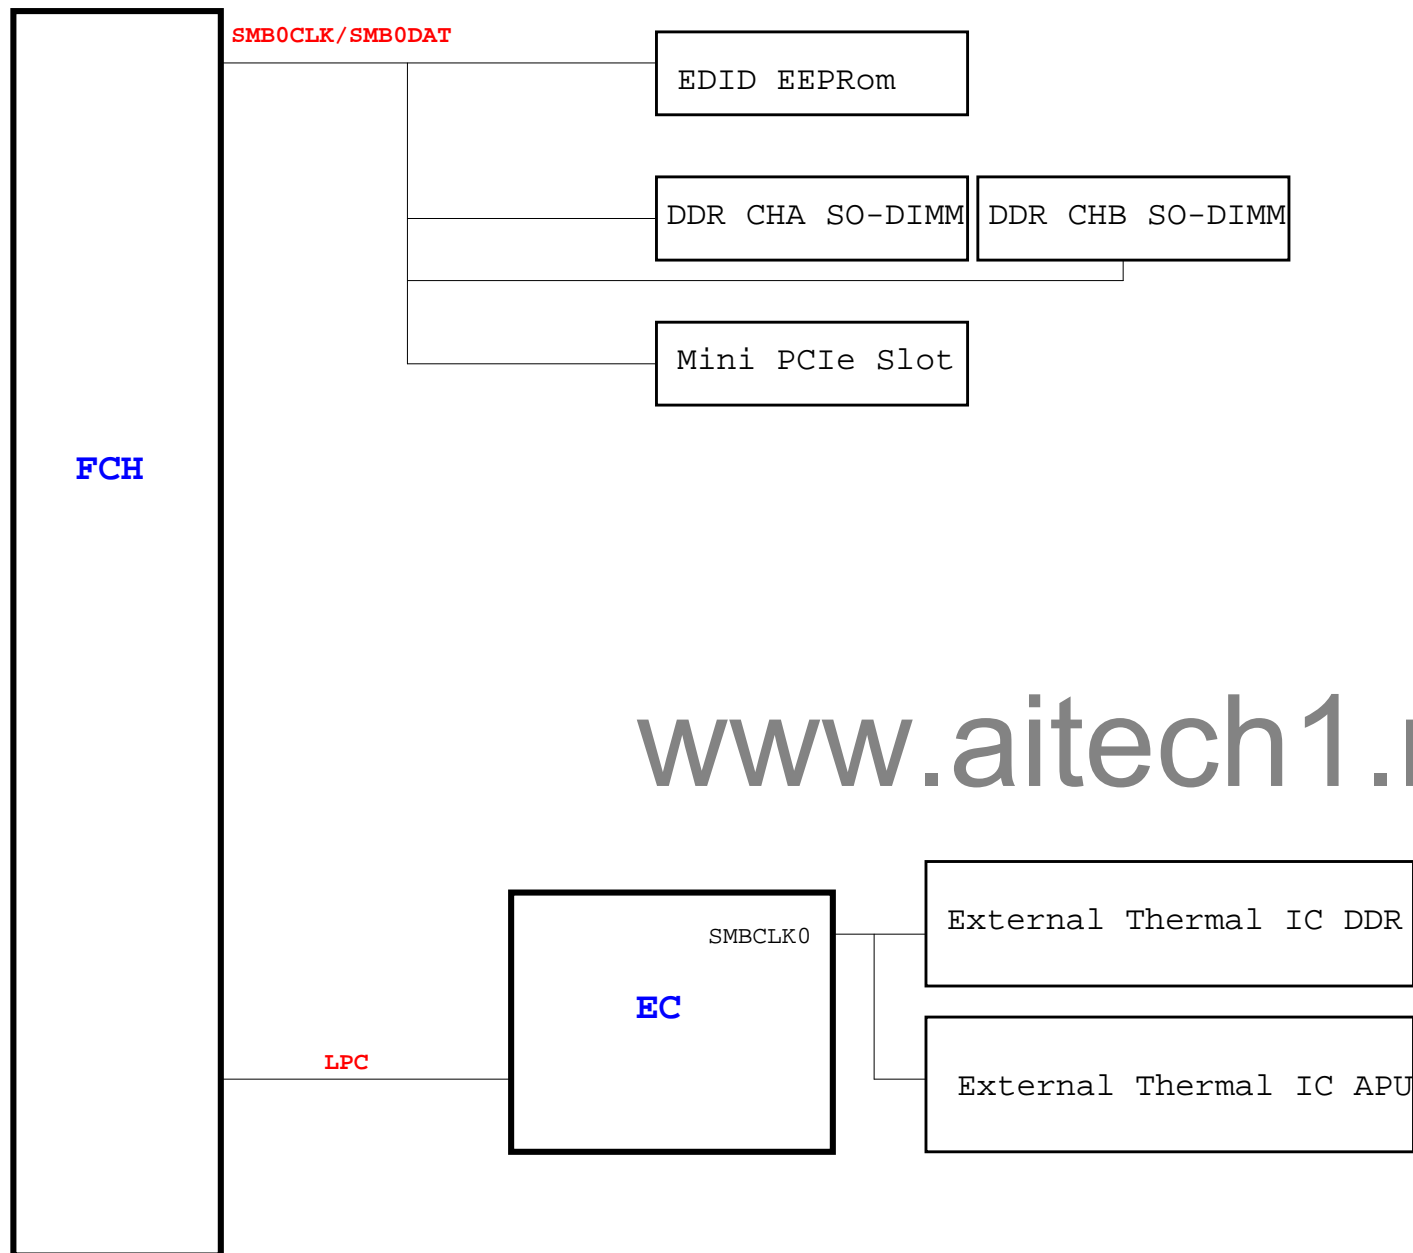 SMB0CLK/SMB0DAT
EDID EEPRom
DDR CHA SO-DIMM
DDR CHB SO-DIMM
Mini PCIe Slot
FCH
www.aitech1.
External Thermal IC DDR
SMBCLK0
EC
LPC
External Thermal IC APU